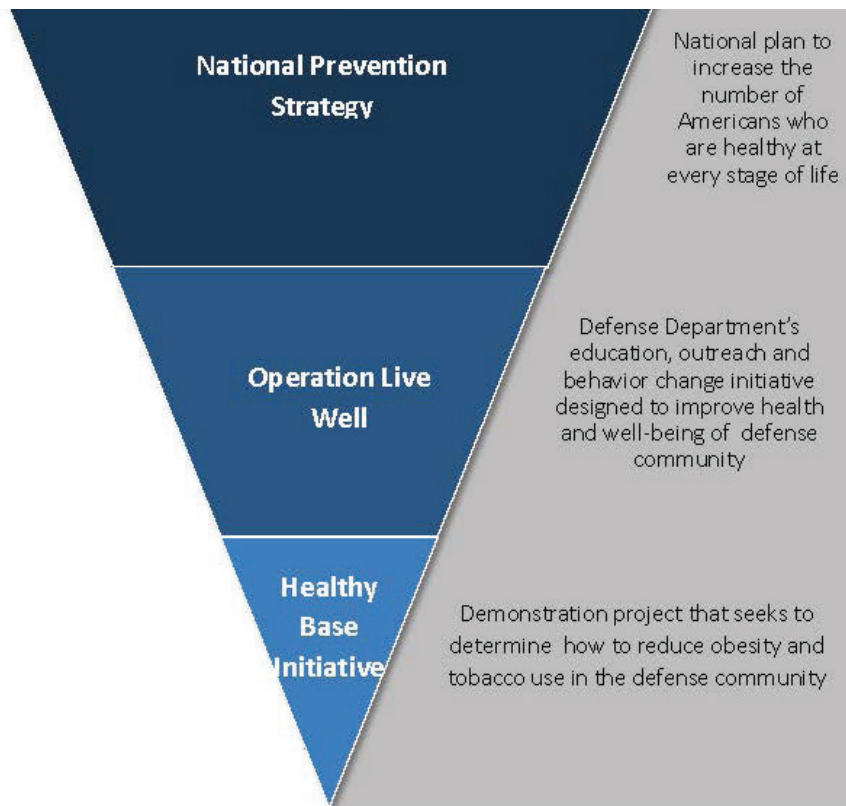 National Prevention
Strategy
National plan to
increase the
number of
Americans who
are healthy at
every stage of life
Operation Live
Well
Defense Department's
education, outreach and
behavior change initiative
designed to improve health
and well-being of defense
community
Healthy
Base
Initiative
Demonstration project that seeks to
determine how to reduce obesity and
tobacco use in the defense community